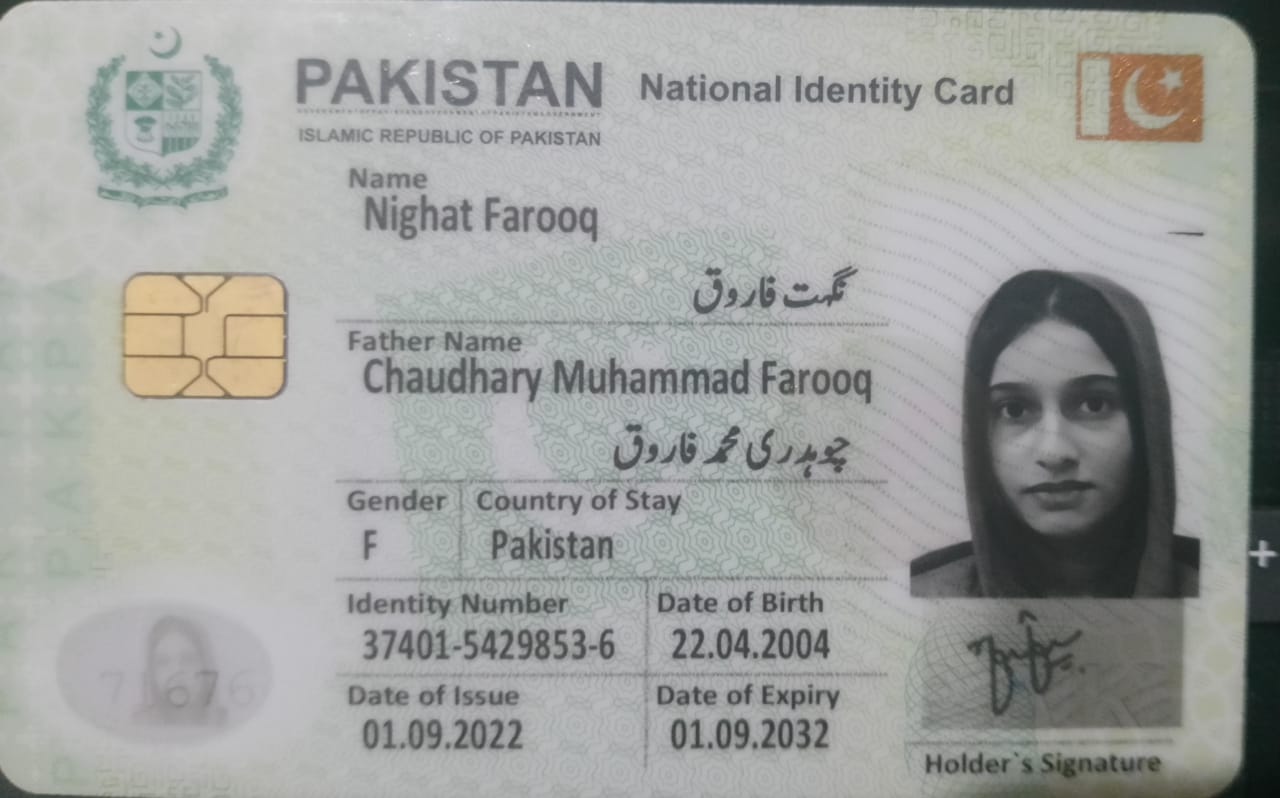 PAKISTAN National Identity Card
ISLAMIC REPUBLIC OF PAKISTAN
Name
Nighat Farooq
نگہت فاروق
Father Name
Chaudhary Muhammad Farooq
چوہدری محمد فاروق
Gender Country of Stay
F Pakistan
Identity Number Date of Birth
37401-5429853-6 22.04.2004
Date of Issue Date of Expiry
01.09.2022 01.09.2032
Holder`s Signature